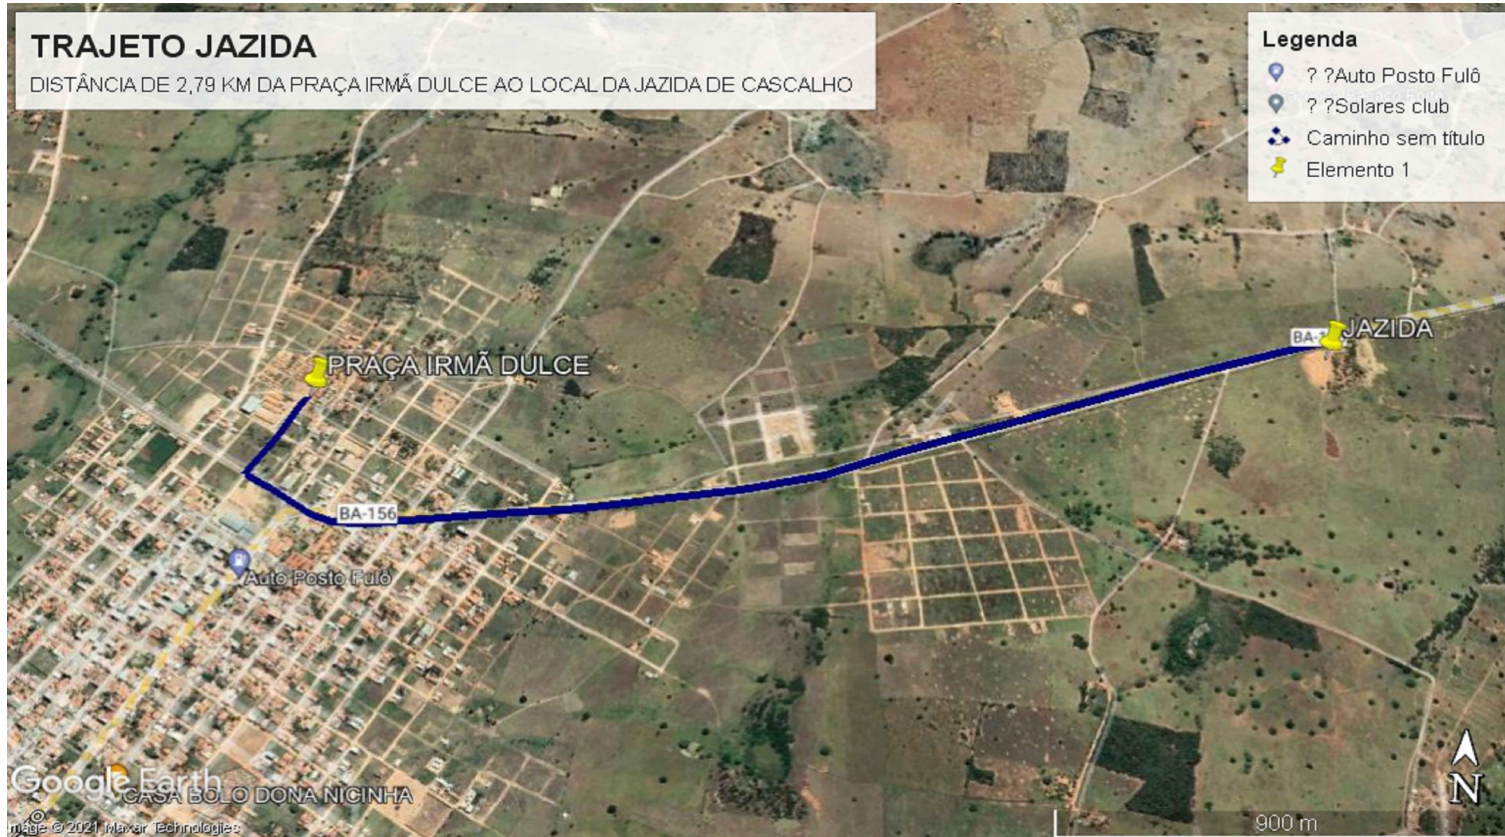 TRAJETO JAZIDA
DISTÂNCIA DE 2,79 KM DA PRAÇA IRMÃ DULCE AO LOCAL DA JAZIDA DE CASCALHO
Legenda
? ?Auto Posto Fulô
? ?Solares club
Caminho sem título
Elemento 1
JAZIDA
PRAÇA IRMÃ DULCE
BA-156
Auto Posto Fulô
Google Earth
CASA BOLO DONA NICINHA
Image © 2021 Maxar Technologies
N
900 m